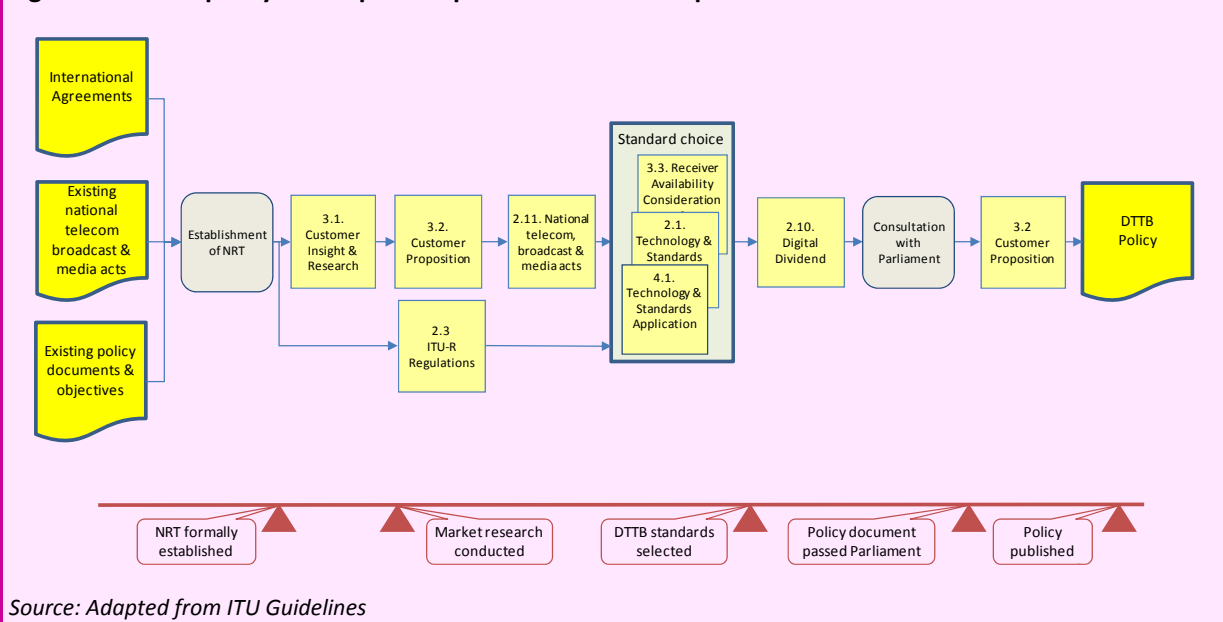 International
Agreements
Existing
national
telecom
broadcast &
media acts
Existing policy
documents &
objectives
Establishment
of NRT
3.1.
Customer
Insight &
Research
3.2.
Customer
Proposition
2.11. National
telecom,
broadcast &
media acts
2.3
ITU-R
Regulations
Standard choice
3.3. Receiver
Availability
Consideration
2.1.
Technology &
Standards
4.1.
Technology &
Standards
Application
2.10.
Digital
Dividend
Consultation
with
Parliament
3.2
Customer
Proposition
DTTB
Policy
NRT formally
established
Market research
conducted
DTTB standards
selected
Policy document
passed Parliament
Policy
published
Source: Adapted from ITU Guidelines